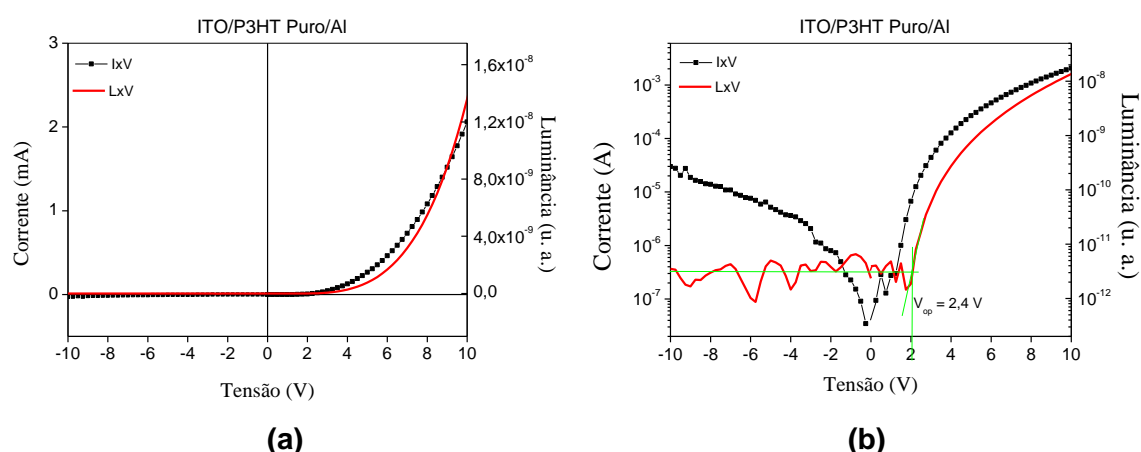 ITO/P3HT Puro/Al
3
2
1
0
Corrente (mA)
IxV
LxV
1,6x10⁻⁸
1,2x10⁻⁸
8,0x10⁻⁹
4,0x10⁻⁹
0,0
Luminância (u. a.)
-10 -8 -6 -4 -2 0 2 4 6 8 10
Tensão (V)
(a)
ITO/P3HT Puro/Al
10⁻³
10⁻⁴
10⁻⁵
10⁻⁶
10⁻⁷
Corrente (A)
IxV
LxV
V_op = 2,4 V
10⁻⁸
10⁻⁹
10⁻¹⁰
10⁻¹¹
10⁻¹²
Luminância (u. a.)
-10 -8 -6 -4 -2 0 2 4 6 8 10
Tensão (V)
(b)